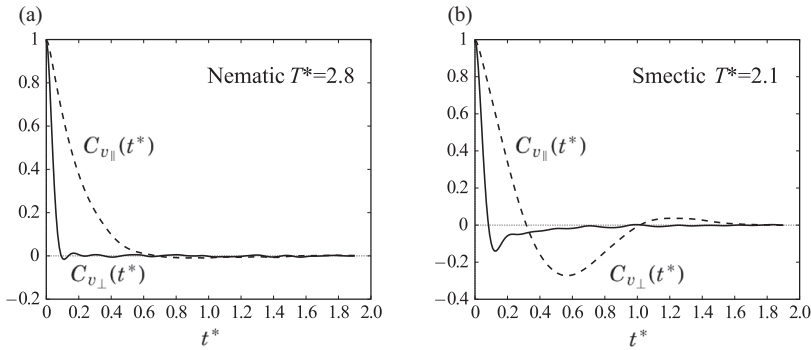 (a)
1
0.8
0.6
0.4
0.2
0
−0.2
Nematic T*=2.8
C_{v∥}(t*)
C_{v⊥}(t*)
0 0.2 0.4 0.6 0.8 1.0 1.2 1.4 1.6 1.8 2.0
t*
(b)
1
0.8
0.6
0.4
0.2
0
−0.2
−0.4
Smectic T*=2.1
C_{v∥}(t*)
C_{v⊥}(t*)
0 0.2 0.4 0.6 0.8 1.0 1.2 1.4 1.6 1.8 2.0
t*